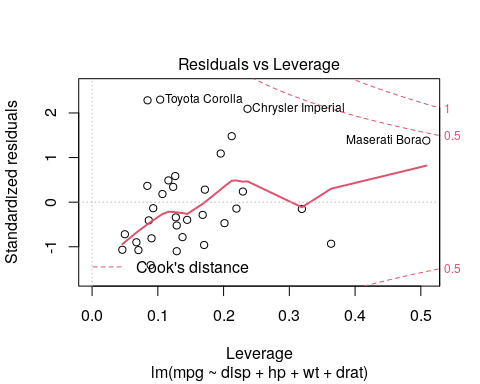 Residuals vs Leverage
Standardized residuals
2
1
0
-1
Toyota Corolla
Chrysler Imperial
Maserati Bora
1
0.5
0.5
Cook's distance
0.0 0.1 0.2 0.3 0.4 0.5
Leverage
lm(mpg ~ disp + hp + wt + drat)